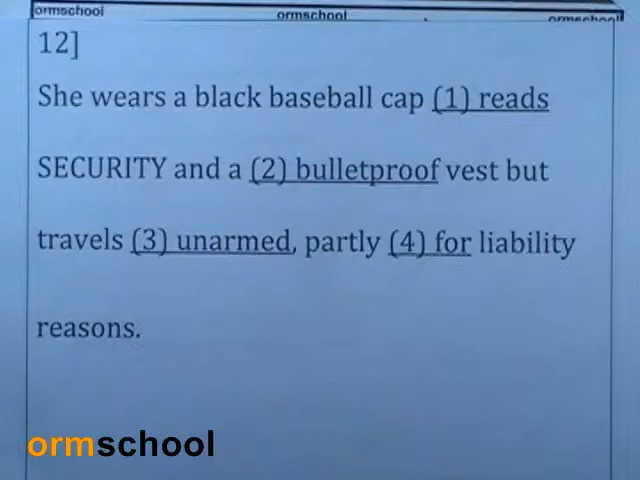 ormschool ormschool ormschool
12]
She wears a black baseball cap (1) reads
SECURITY and a (2) bulletproof vest but
travels (3) unarmed, partly (4) for liability
reasons.
ormschool